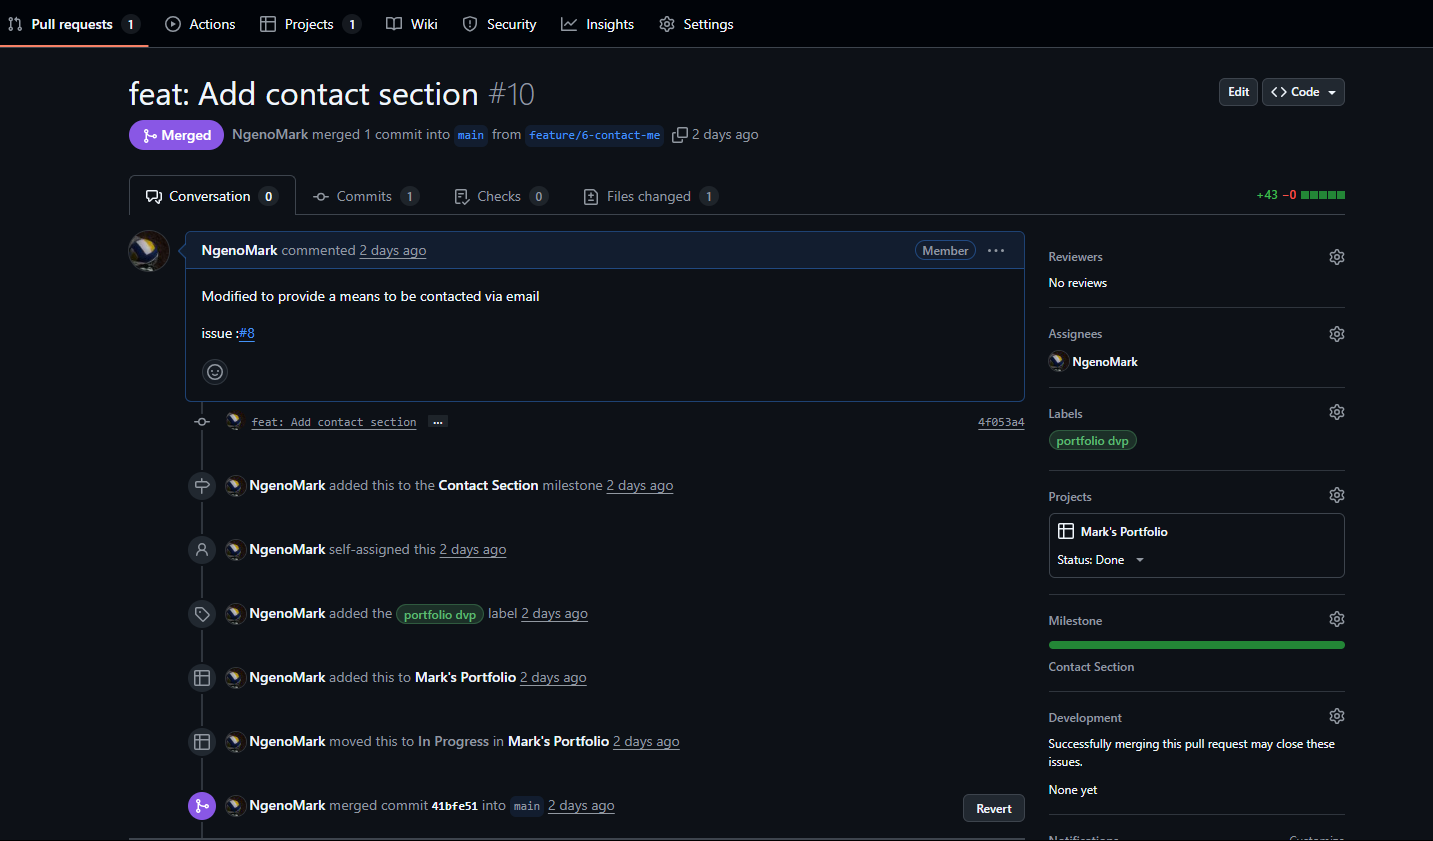 Pull requests 1 Actions Projects 1 Wiki Security Insights Settings
feat: Add contact section #10
Edit <> Code
Merged NgenoMark merged 1 commit into main from feature/6-contact-me 2 days ago
Conversation 0 Commits 1 Checks 0 Files changed 1 +43 −0
NgenoMark commented 2 days ago Member ...
Modified to provide a means to be contacted via email
issue :#8
feat: Add contact section ... 4f053a4
NgenoMark added this to the Contact Section milestone 2 days ago
NgenoMark self-assigned this 2 days ago
NgenoMark added the portfolio dvp label 2 days ago
NgenoMark added this to Mark's Portfolio 2 days ago
NgenoMark moved this to In Progress in Mark's Portfolio 2 days ago
NgenoMark merged commit 41bfe51 into main 2 days ago Revert
Reviewers
No reviews
Assignees
NgenoMark
Labels
portfolio dvp
Projects
Mark's Portfolio
Status: Done
Milestone
Contact Section
Development
Successfully merging this pull request may close these
issues.
None yet
Notifications Customize